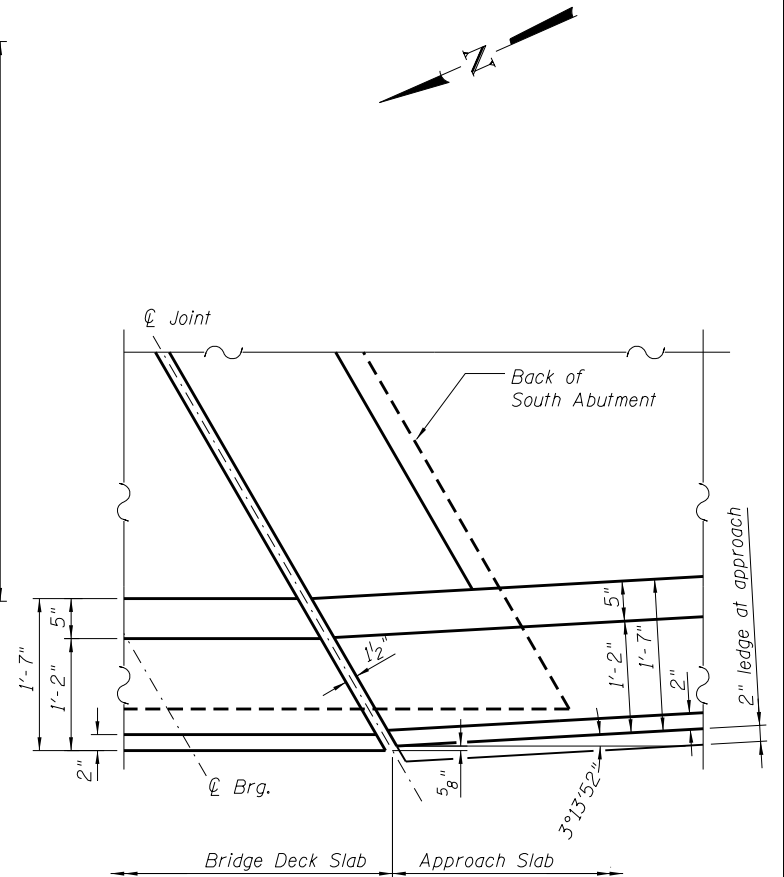 N
℄ Joint
Back of
South Abutment
1'-7"
5"
1'-2"
2"
1½"
5"
1'-2"
1'-7"
2"
2" ledge at approach
℄ Brg.
⅝"
3°13'52"
Bridge Deck Slab
Approach Slab